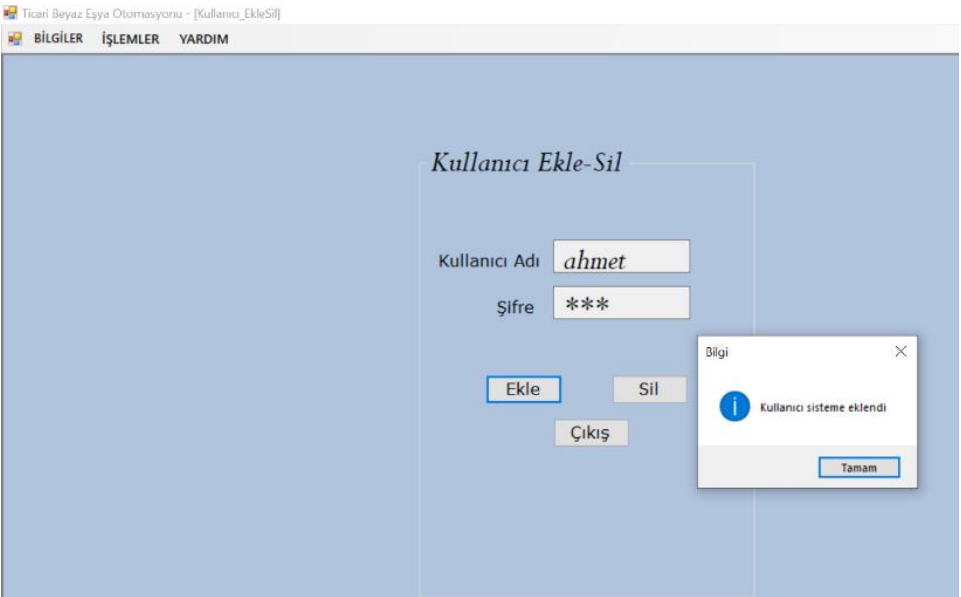 Ticari Beyaz Eşya Otomasyonu - [Kullanıcı_EkleSil]
BİLGİLER İŞLEMLER YARDIM
Kullanıcı Ekle-Sil
Kullanıcı Adı ahmet
Şifre ***
Bilgi
Ekle Sil
Kullanıcı sisteme eklendi
Çıkış
Tamam